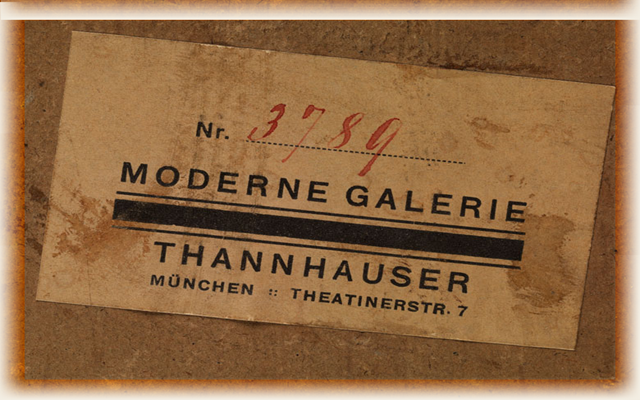 Nr. 3789
MODERNE GALERIE
THANNHAUSER
MÜNCHEN :: THEATINERSTR. 7